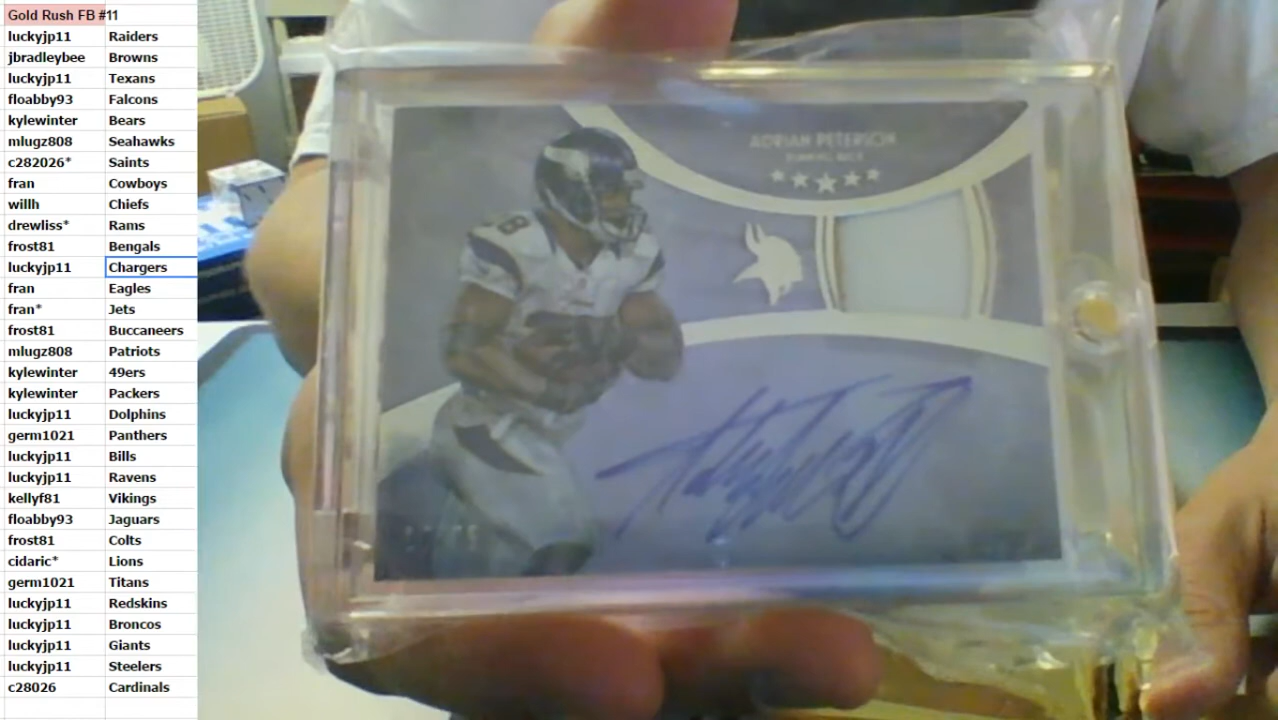 Gold Rush FB #11
luckyjp11 Raiders
jbradleybee Browns
luckyjp11 Texans
floabby93 Falcons
kylewinter Bears
mlugz808 Seahawks
c282026* Saints
fran Cowboys
willh Chiefs
drewliss* Rams
frost81 Bengals
luckyjp11 Chargers
fran Eagles
fran* Jets
frost81 Buccaneers
mlugz808 Patriots
kylewinter 49ers
kylewinter Packers
luckyjp11 Dolphins
germ1021 Panthers
luckyjp11 Bills
luckyjp11 Ravens
kellyf81 Vikings
floabby93 Jaguars
frost81 Colts
cidaric* Lions
germ1021 Titans
luckyjp11 Redskins
luckyjp11 Broncos
luckyjp11 Giants
luckyjp11 Steelers
c28026 Cardinals
ADRIAN PETERSON
RUNNING BACK